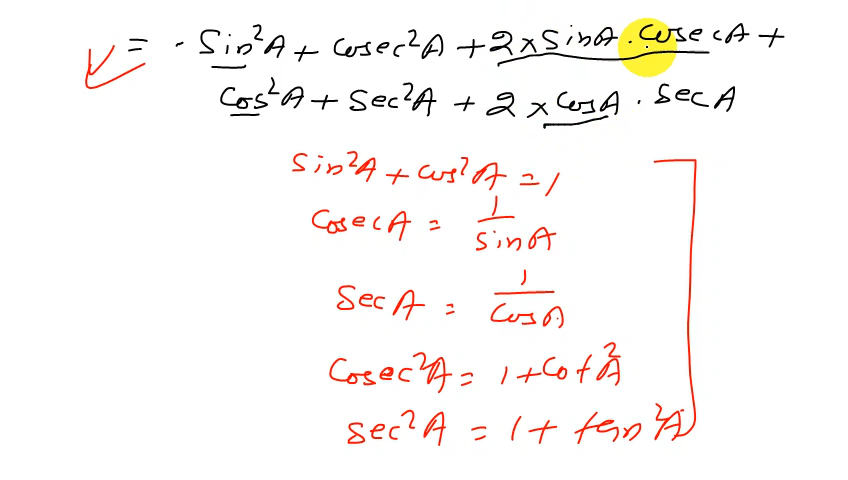 = · Sin²A + Cosec²A + 2 × SinA · CosecA +
Cos²A + Sec²A + 2 × CosA · SecA
Sin²A + Cos²A = 1
CosecA = 1/SinA
SecA = 1/CosA
Cosec²A = 1 + Cot²A
Sec²A = 1 + tan²A